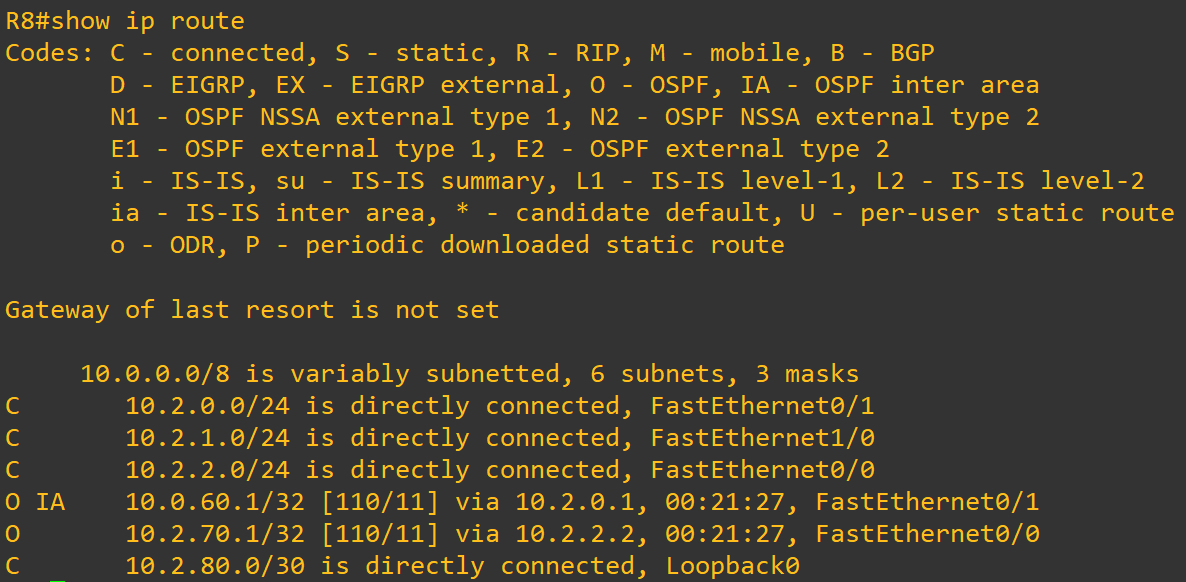 R8#show ip route
Codes: C - connected, S - static, R - RIP, M - mobile, B - BGP
       D - EIGRP, EX - EIGRP external, O - OSPF, IA - OSPF inter area
       N1 - OSPF NSSA external type 1, N2 - OSPF NSSA external type 2
       E1 - OSPF external type 1, E2 - OSPF external type 2
       i - IS-IS, su - IS-IS summary, L1 - IS-IS level-1, L2 - IS-IS level-2
       ia - IS-IS inter area, * - candidate default, U - per-user static route
       o - ODR, P - periodic downloaded static route

Gateway of last resort is not set

     10.0.0.0/8 is variably subnetted, 6 subnets, 3 masks
C       10.2.0.0/24 is directly connected, FastEthernet0/1
C       10.2.1.0/24 is directly connected, FastEthernet1/0
C       10.2.2.0/24 is directly connected, FastEthernet0/0
O IA    10.0.60.1/32 [110/11] via 10.2.0.1, 00:21:27, FastEthernet0/1
O       10.2.70.1/32 [110/11] via 10.2.2.2, 00:21:27, FastEthernet0/0
C       10.2.80.0/30 is directly connected, Loopback0